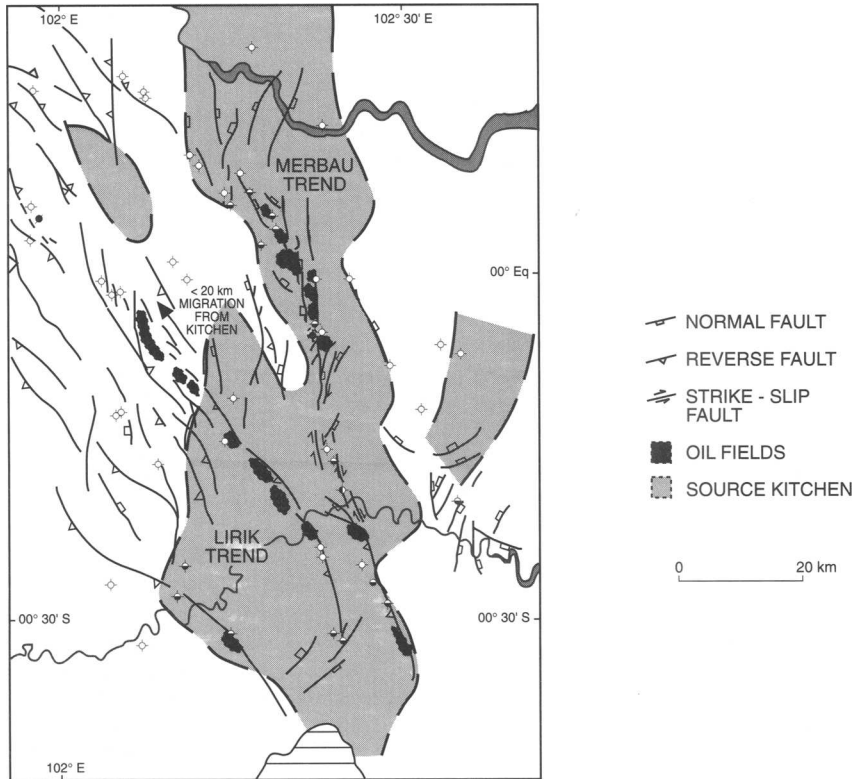 102° E
102° 30' E
MERBAU
TREND
00° Eq
< 20 km
MIGRATION
FROM
KITCHEN
NORMAL FAULT
REVERSE FAULT
STRIKE - SLIP
FAULT
OIL FIELDS
SOURCE KITCHEN
LIRIK
TREND
0
20 km
00° 30' S
00° 30' S
102° E